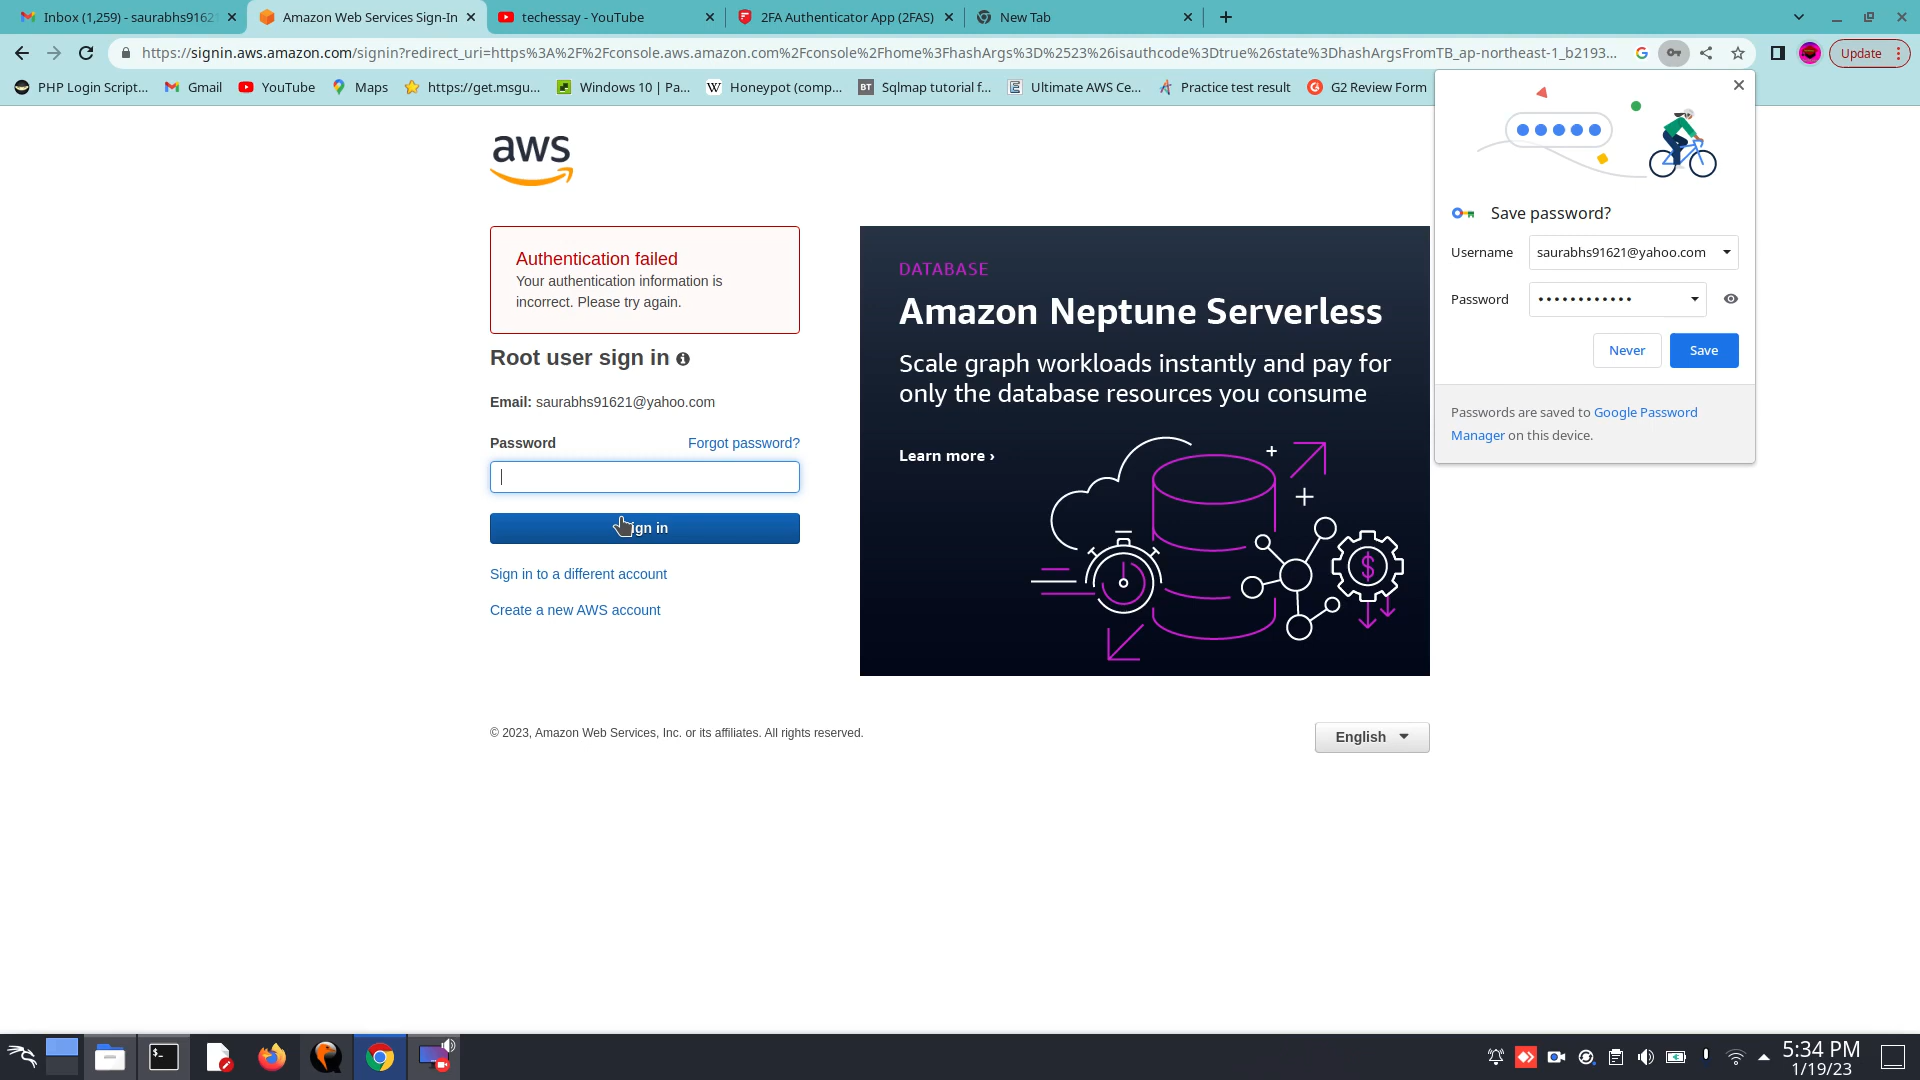 Inbox (1,259) - saurabhs9162
Amazon Web Services Sign-In
techessay - YouTube
2FA Authenticator App (2FAS)
New Tab
https://signin.aws.amazon.com/signin?redirect_uri=https%3A%2F%2Fconsole.aws.amazon.com%2Fconsole%2Fhome%3FhashArgs%3D%2523%26isauthcode%3Dtrue%26state%3DhashArgsFromTB_ap-northeast-1_b2193...
Update
PHP Login Script...
Gmail
YouTube
Maps
https://get.msgu...
Windows 10 | Pa...
Honeypot (comp...
BT
Sqlmap tutorial f...
Ultimate AWS Ce...
Practice test result
G2 Review Form
aws
Authentication failed
Your authentication information is
incorrect. Please try again.
Root user sign in
Email: saurabhs91621@yahoo.com
Password
Forgot password?
Sign in
Sign in to a different account
Create a new AWS account
DATABASE
Amazon Neptune Serverless
Scale graph workloads instantly and pay for
only the database resources you consume
Learn more ›
Save password?
Username
saurabhs91621@yahoo.com
Password
••••••••••••
Never
Save
Passwords are saved to Google Password
Manager on this device.
© 2023, Amazon Web Services, Inc. or its affiliates. All rights reserved.
English
5:34 PM
1/19/23